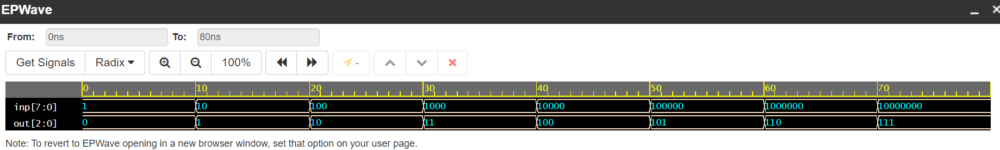 EPWave
From: 0ns To: 80ns
Get Signals Radix 100% -
0 10 20 30 40 50 60 70
inp[7:0] 1 10 100 1000 10000 100000 1000000 10000000
out[2:0] 0 1 10 11 100 101 110 111
Note: To revert to EPWave opening in a new browser window, set that option on your user page.